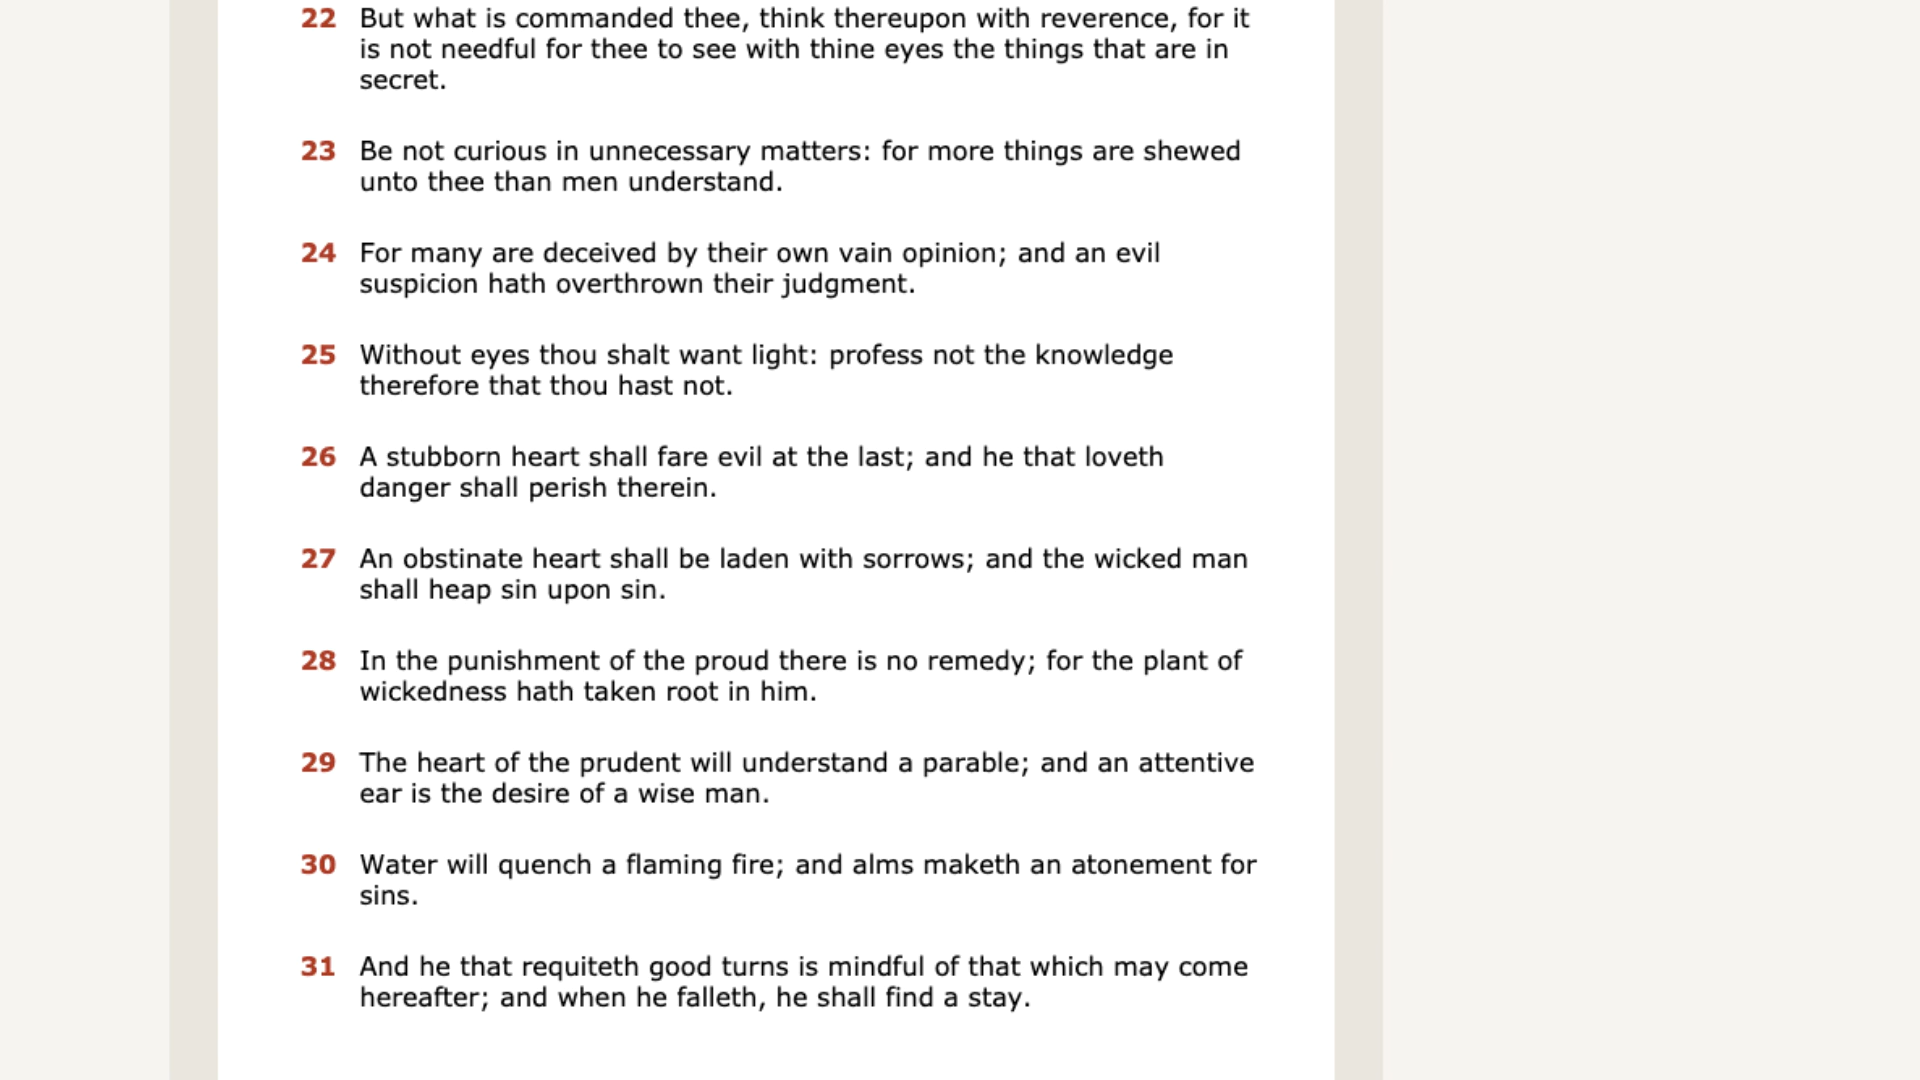 22 But what is commanded thee, think thereupon with reverence, for it
is not needful for thee to see with thine eyes the things that are in
secret.
23 Be not curious in unnecessary matters: for more things are shewed
unto thee than men understand.
24 For many are deceived by their own vain opinion; and an evil
suspicion hath overthrown their judgment.
25 Without eyes thou shalt want light: profess not the knowledge
therefore that thou hast not.
26 A stubborn heart shall fare evil at the last; and he that loveth
danger shall perish therein.
27 An obstinate heart shall be laden with sorrows; and the wicked man
shall heap sin upon sin.
28 In the punishment of the proud there is no remedy; for the plant of
wickedness hath taken root in him.
29 The heart of the prudent will understand a parable; and an attentive
ear is the desire of a wise man.
30 Water will quench a flaming fire; and alms maketh an atonement for
sins.
31 And he that requiteth good turns is mindful of that which may come
hereafter; and when he falleth, he shall find a stay.